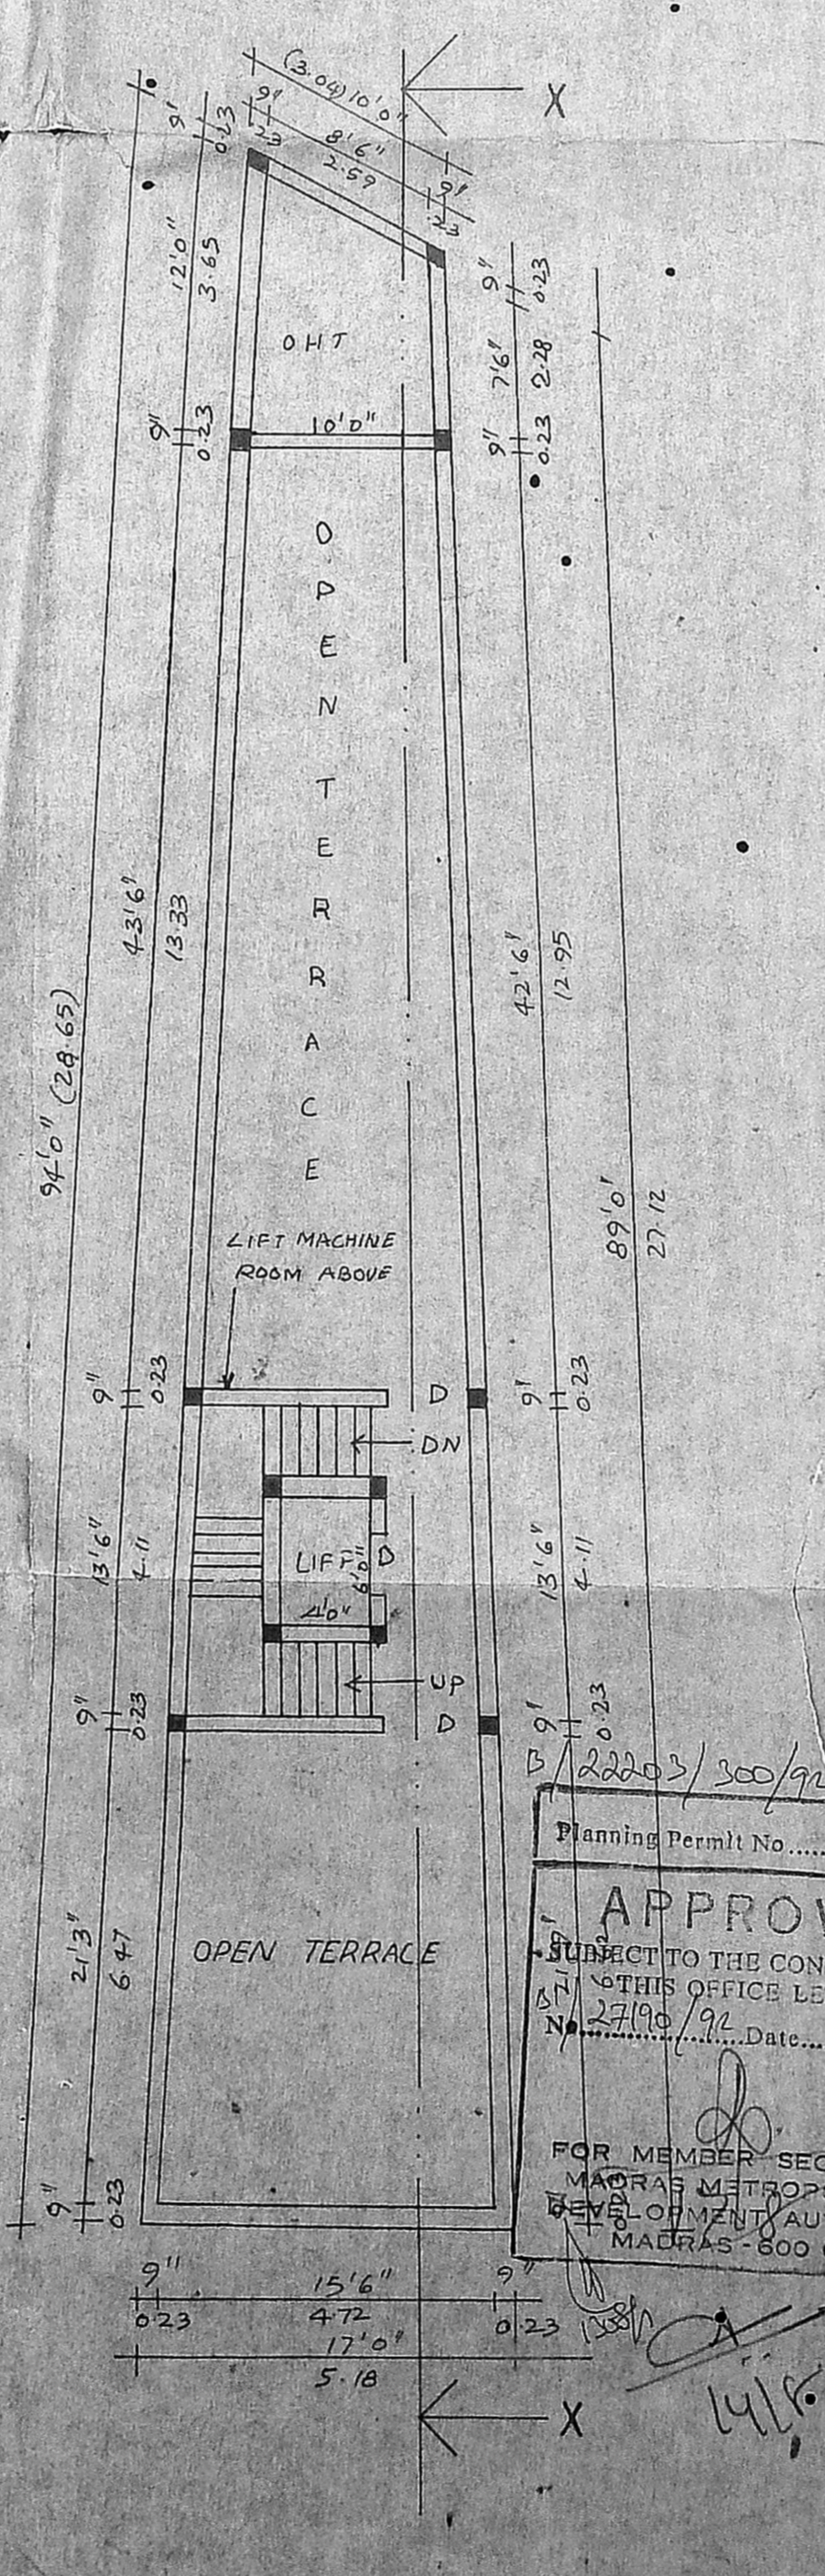 (3.04) 10'0"
X
9"
23
8'6"
2.59
9"
23
9'
0.23
12'0"
3.65
9"
0.23
7'6"
2.28
9"
0.23
OHT
9"
0.23
10'0"
OPEN TERRACE
43'6"
13.33
42'6"
12.95
94'0" (28.65)
89'0'
27.12
LIFT MACHINE
ROOM ABOVE
9"
0.23
D
9'
0.23
DN
13'6"
4.11
LIFT
6'0"
D
4'0"
13'6"
4.11
UP
9"
0.23
D
9'
0.23
B/22203/300/92
Planning Permit No.....
APPROV
SUBJECT TO THE CON
THIS OFFICE LE
No 27190/92 Date...
21'3"
6.47
OPEN TERRACE
FOR MEMBER SEC
MADRAS METROP
DEVELOPMENT AU
MADRAS - 600
9"
0.23
9"
0.23
15'6"
4.72
9"
0.23
17'0"
5.18
X